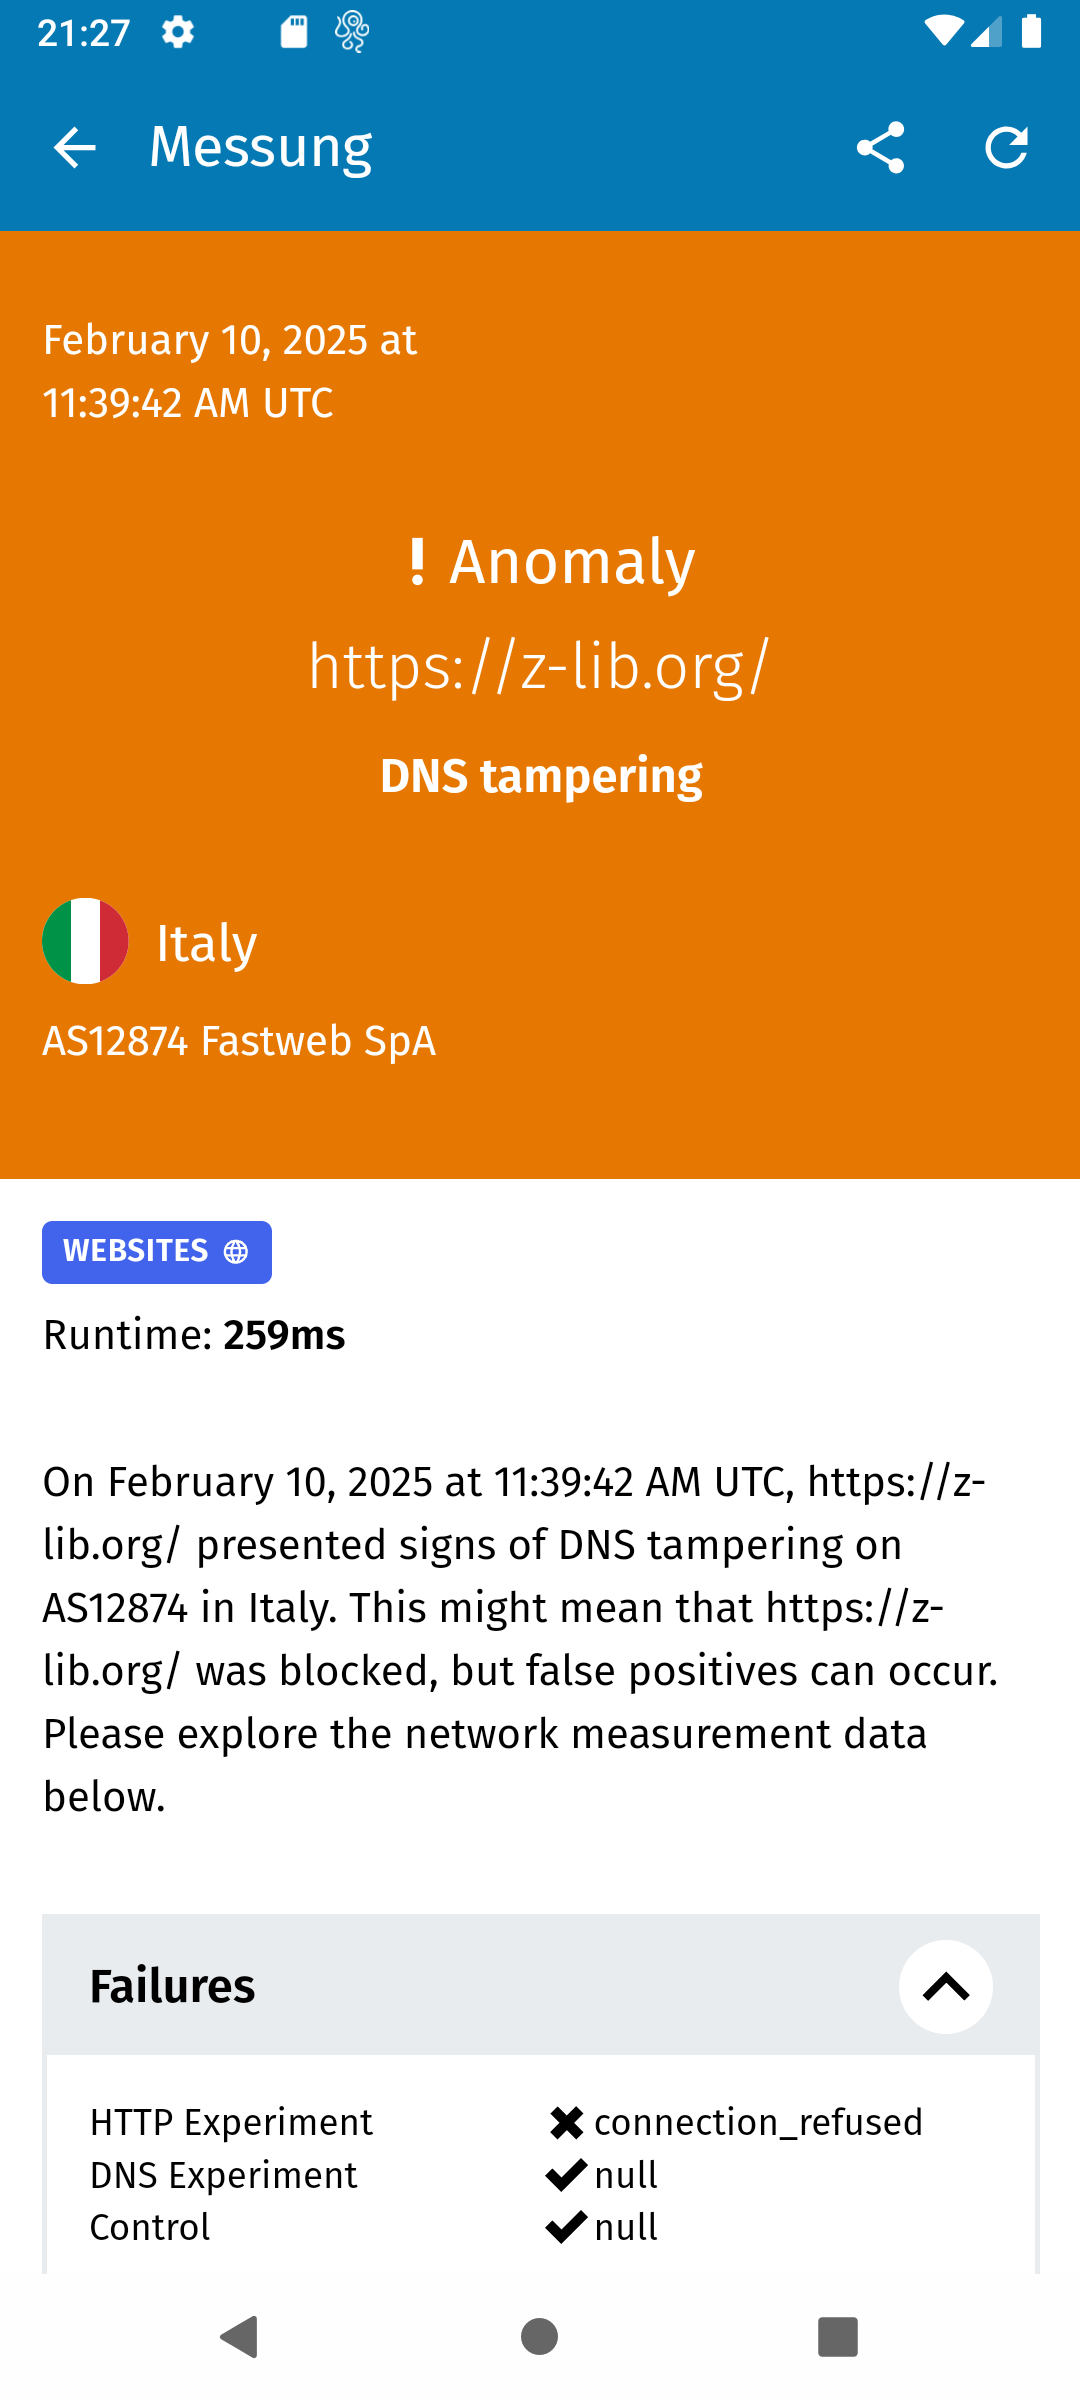 21:27
Messung
February 10, 2025 at
11:39:42 AM UTC
! Anomaly
https://z-lib.org/
DNS tampering
Italy
AS12874 Fastweb SpA
WEBSITES
Runtime: 259ms
On February 10, 2025 at 11:39:42 AM UTC, https://z-
lib.org/ presented signs of DNS tampering on
AS12874 in Italy. This might mean that https://z-
lib.org/ was blocked, but false positives can occur.
Please explore the network measurement data
below.
Failures
HTTP Experiment ✖ connection_refused
DNS Experiment ✔ null
Control ✔ null